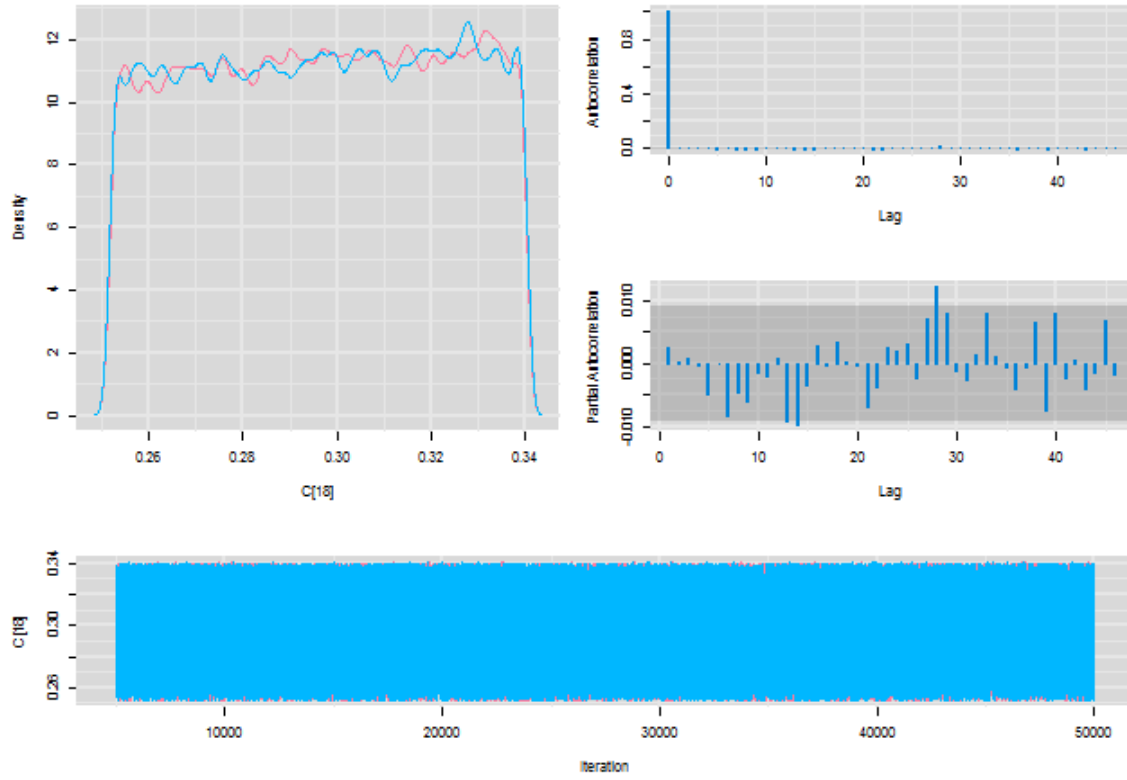 Density
12
10
8
6
4
2
0
0.26 0.28 0.30 0.32 0.34
C[18]
Autocorrelation
0.8
0.4
0.0
0 10 20 30 40
Lag
Partial Autocorrelation
0.010
0.000
-0.010
0 10 20 30 40
Lag
C[18]
0.34
0.30
0.26
10000 20000 30000 40000 50000
Iteration